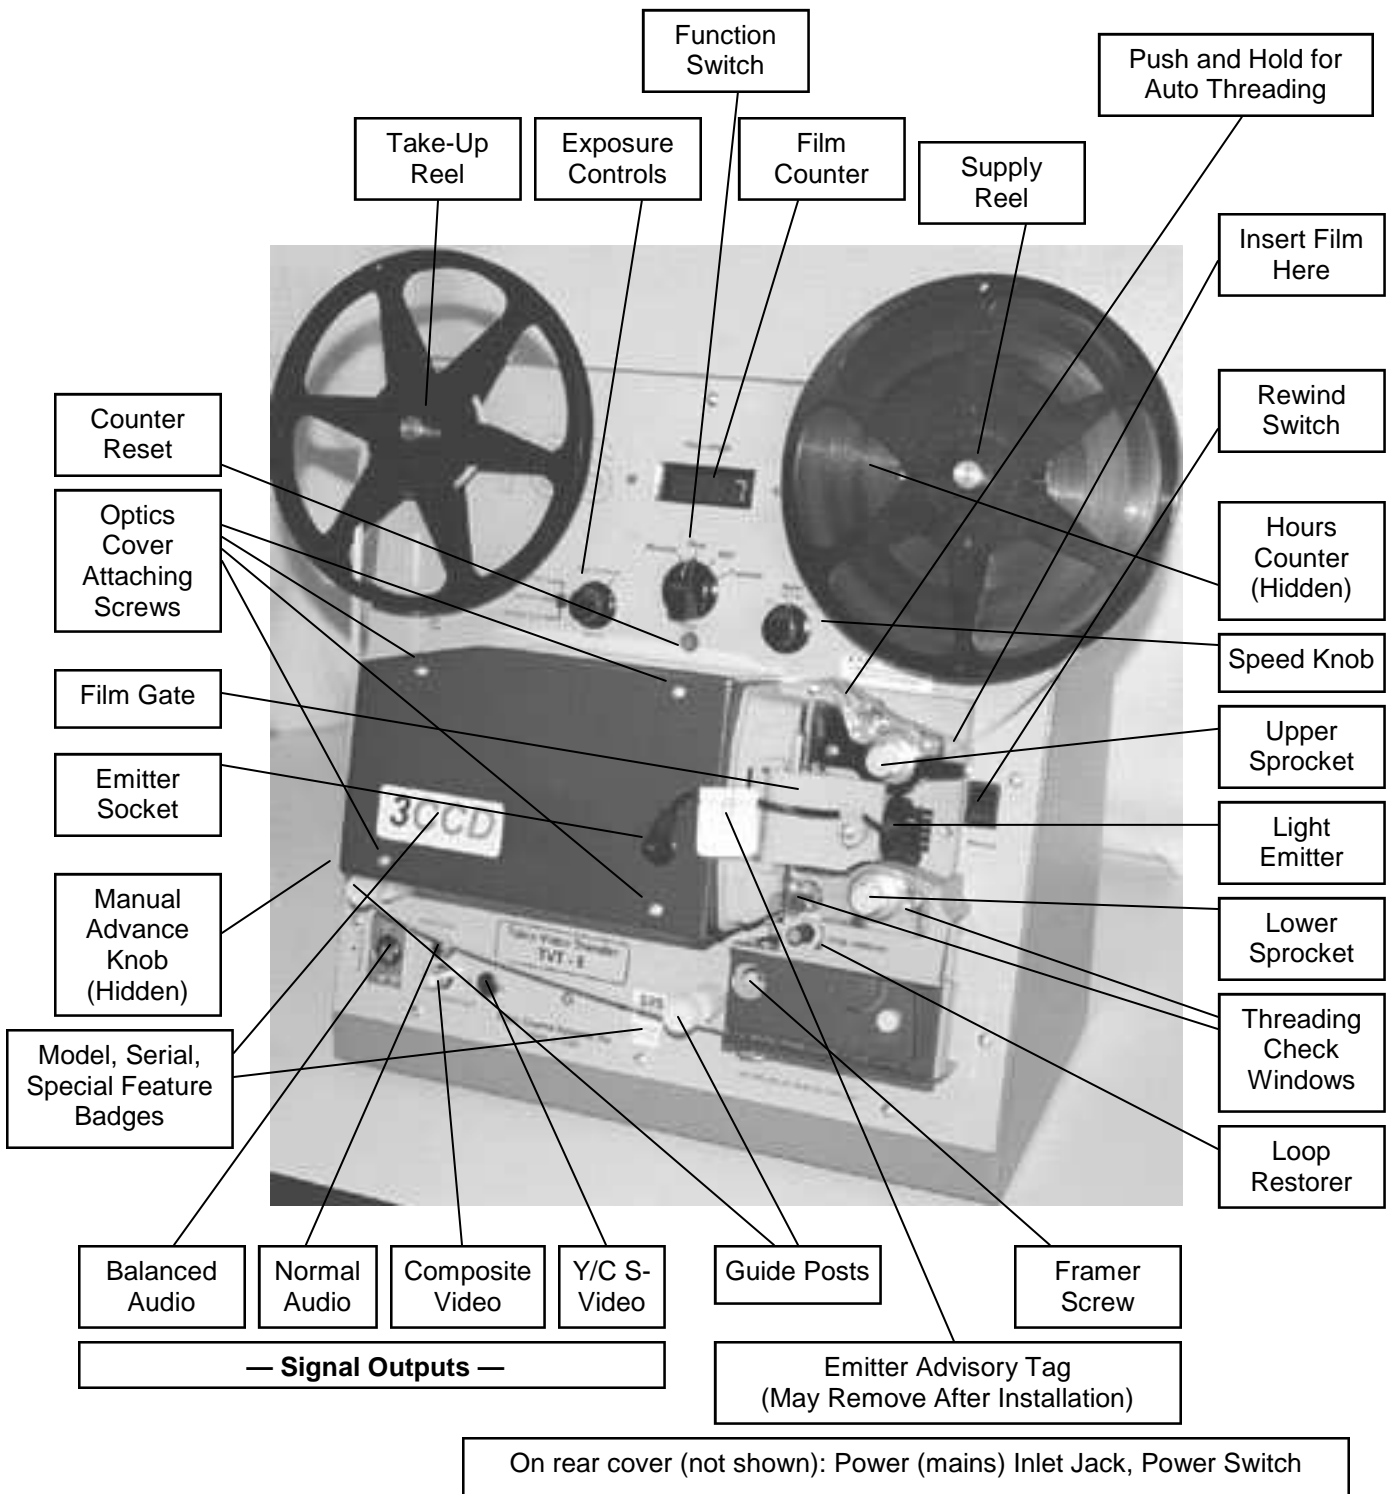 Function
Switch
Push and Hold for
Auto Threading
Take-Up
Reel
Exposure
Controls
Film
Counter
Supply
Reel
Insert Film
Here
Rewind
Switch
Counter
Reset
Optics
Cover
Attaching
Screws
Hours
Counter
(Hidden)
Speed Knob
Film Gate
Upper
Sprocket
Emitter
Socket
3CCD
Light
Emitter
Manual
Advance
Knob
(Hidden)
Lower
Sprocket
TVT - 8
Threading
Check
Windows
Model, Serial,
Special Feature
Badges
Loop
Restorer
Balanced
Audio
Normal
Audio
Composite
Video
Y/C S-
Video
Guide Posts
Framer
Screw
— Signal Outputs —
Emitter Advisory Tag
(May Remove After Installation)
On rear cover (not shown): Power (mains) Inlet Jack, Power Switch